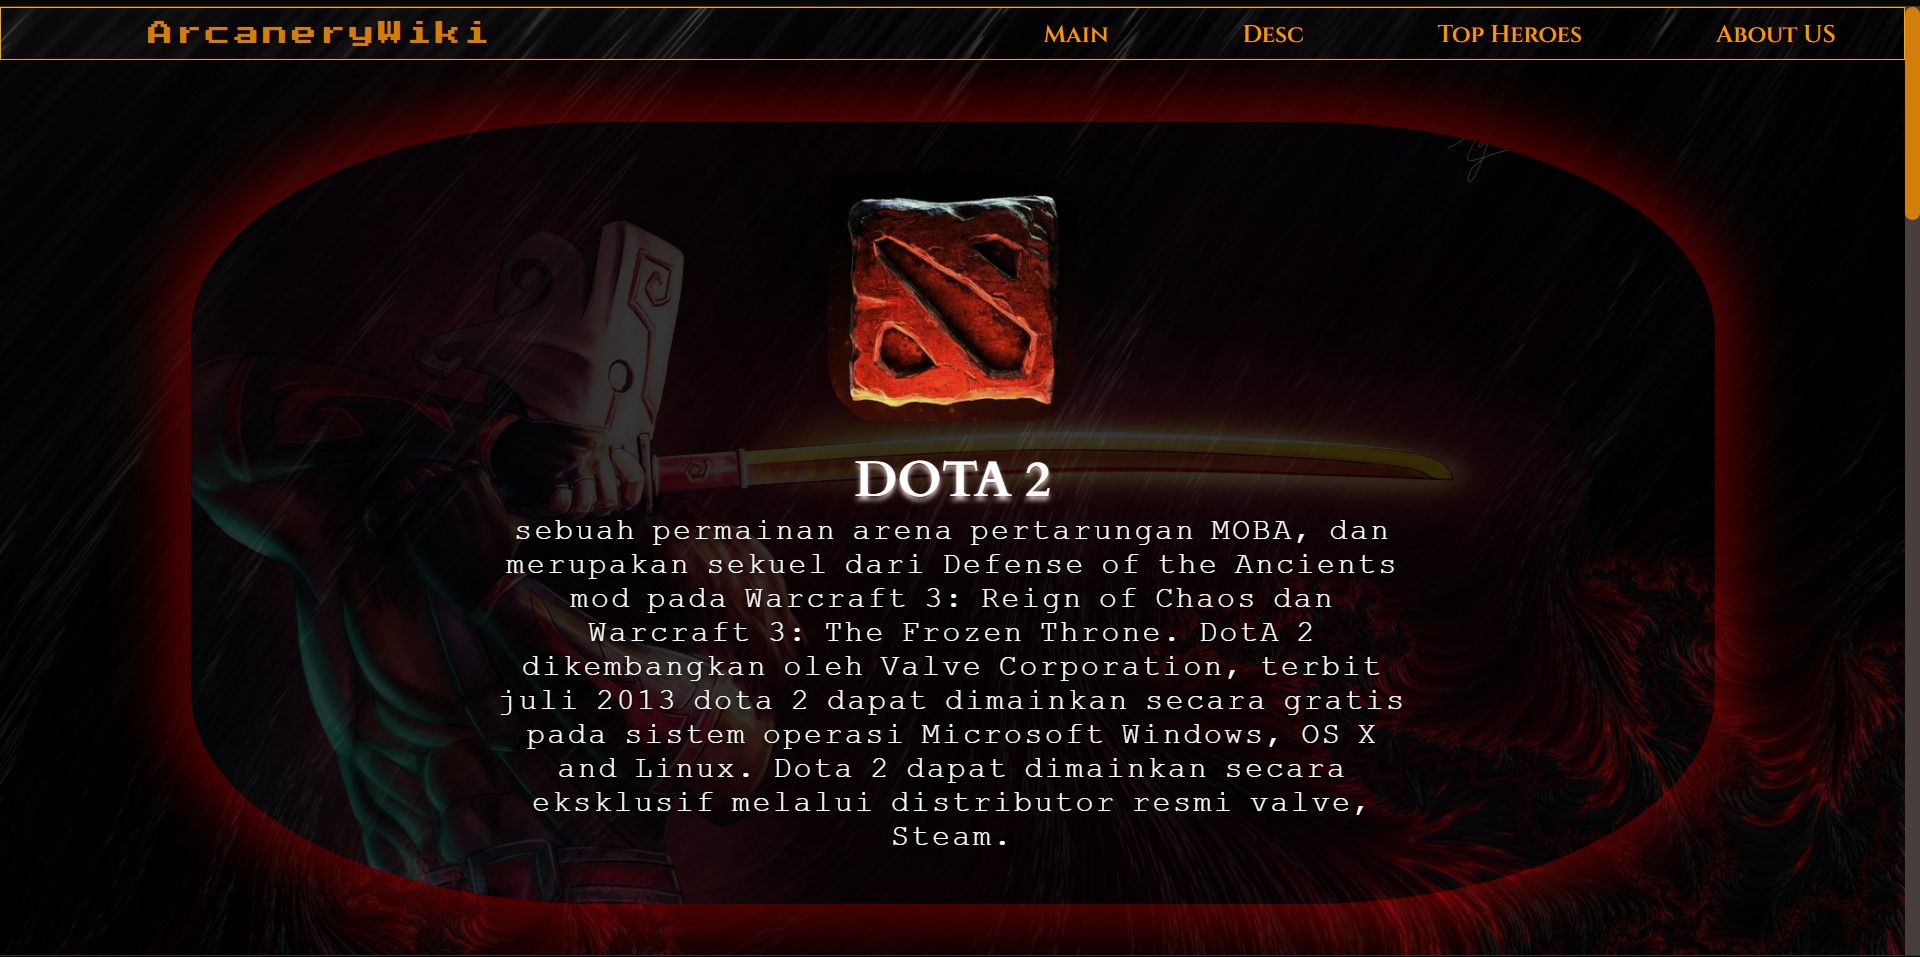 ArcaneryWiki
Main
Desc
Top Heroes
About US
DOTA 2
sebuah permainan arena pertarungan MOBA, dan
merupakan sekuel dari Defense of the Ancients
mod pada Warcraft 3: Reign of Chaos dan
Warcraft 3: The Frozen Throne. DotA 2
dikembangkan oleh Valve Corporation, terbit
juli 2013 dota 2 dapat dimainkan secara gratis
pada sistem operasi Microsoft Windows, OS X
and Linux. Dota 2 dapat dimainkan secara
eksklusif melalui distributor resmi valve,
Steam.